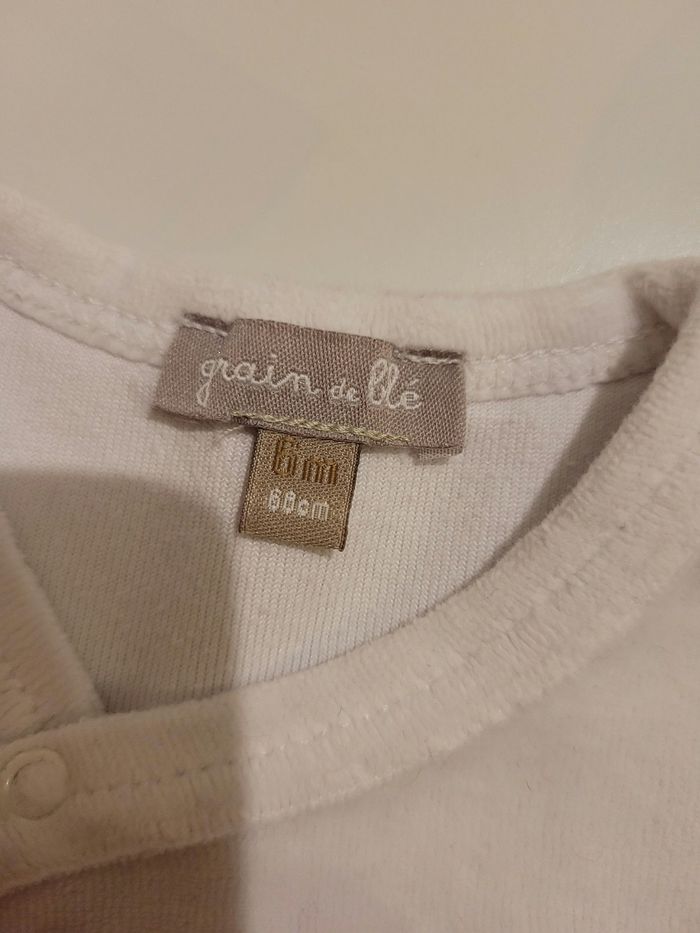 grain de blé
6m
68cm